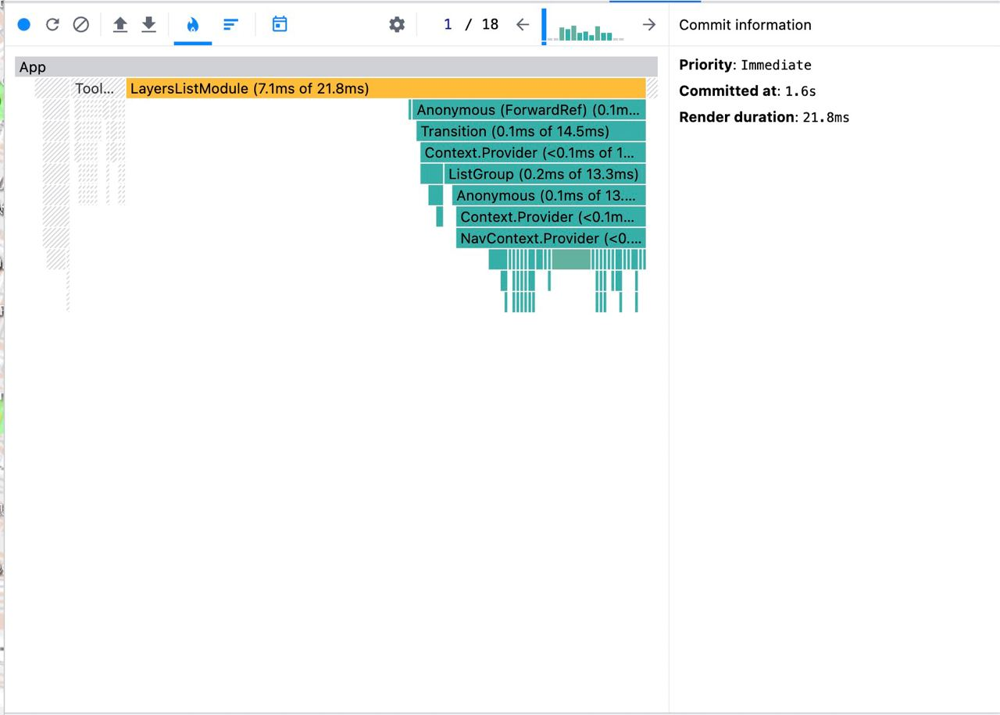 1 / 18
Commit information
App
Priority: Immediate
Tool...
LayersListModule (7.1ms of 21.8ms)
Committed at: 1.6s
Anonymous (ForwardRef) (0.1m...
Render duration: 21.8ms
Transition (0.1ms of 14.5ms)
Context.Provider (<0.1ms of 1...
ListGroup (0.2ms of 13.3ms)
Anonymous (0.1ms of 13....
Context.Provider (<0.1m...
NavContext.Provider (<0....